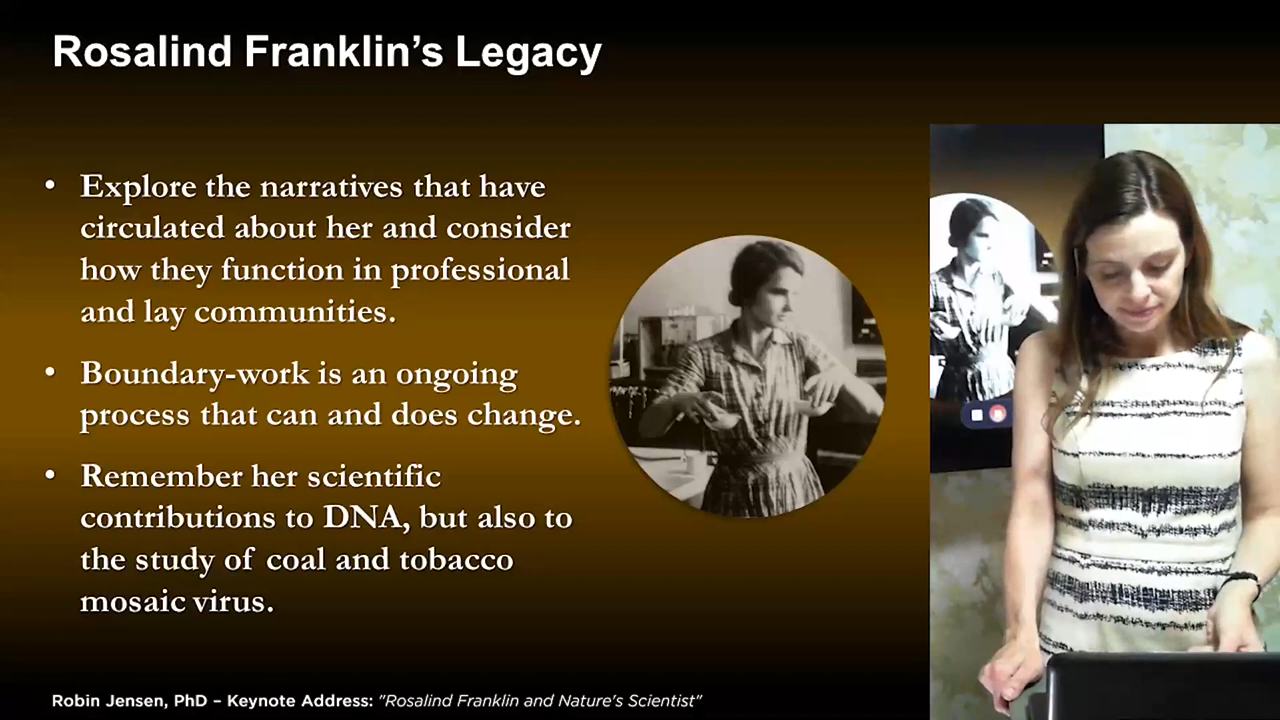 Rosalind Franklin’s Legacy
• Explore the narratives that have
circulated about her and consider
how they function in professional
and lay communities.
• Boundary-work is an ongoing
process that can and does change.
• Remember her scientific
contributions to DNA, but also to
the study of coal and tobacco
mosaic virus.
Robin Jensen, PhD – Keynote Address: "Rosalind Franklin and Nature's Scientist"